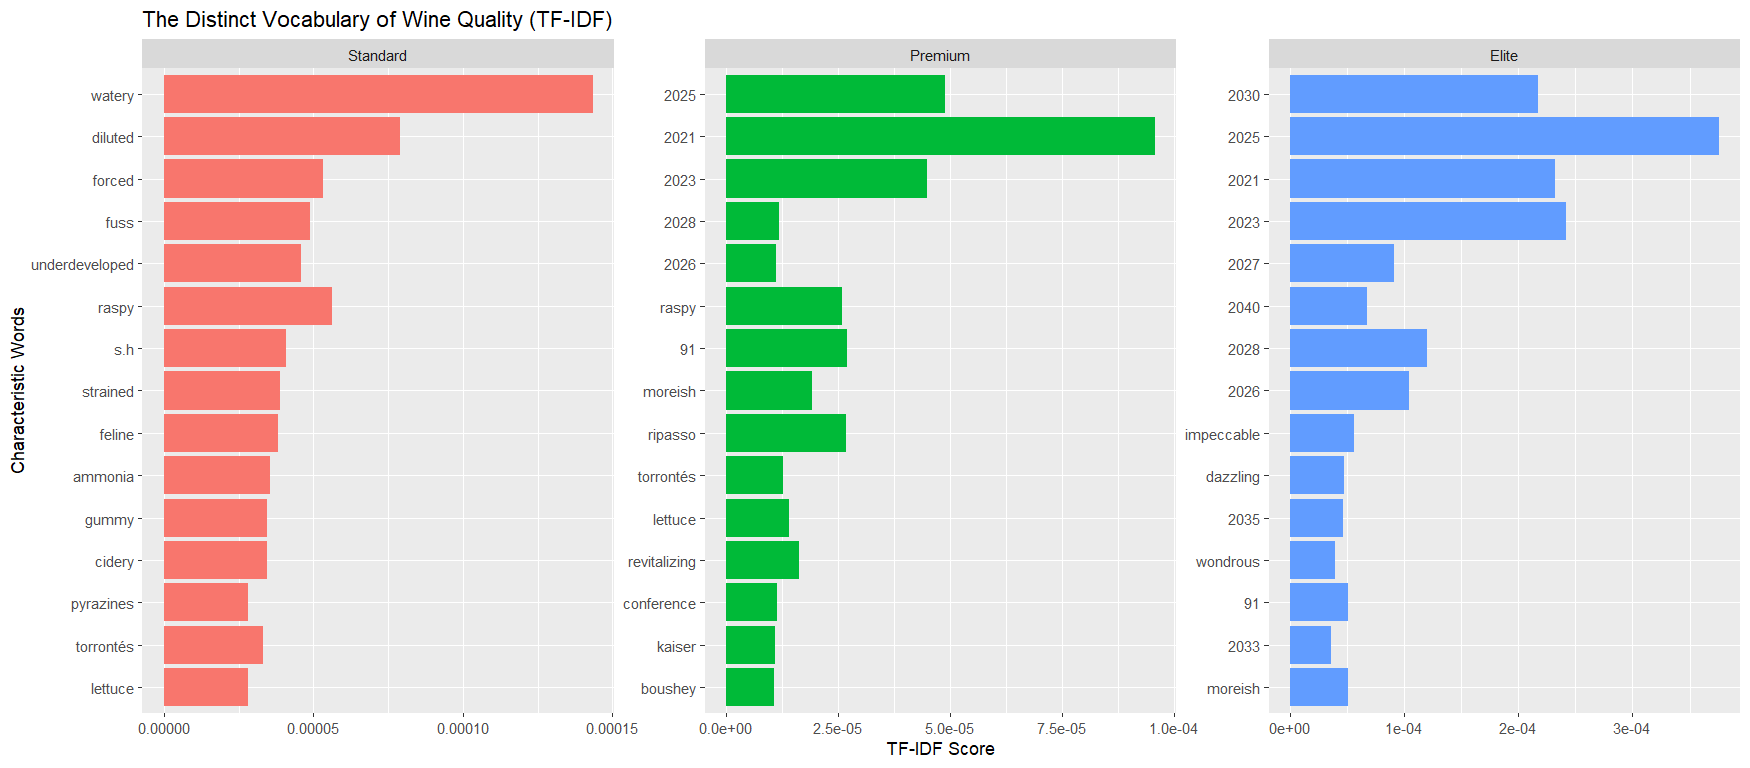 The Distinct Vocabulary of Wine Quality (TF-IDF)
Standard
Premium
Elite
Characteristic Words
watery
diluted
forced
fuss
underdeveloped
raspy
s.h
strained
feline
ammonia
gummy
cidery
pyrazines
torrontés
lettuce
0.00000 0.00005 0.00010 0.00015
2025
2021
2023
2028
2026
raspy
91
moreish
ripasso
torrontés
lettuce
revitalizing
conference
kaiser
boushey
0.0e+00 2.5e-05 5.0e-05 7.5e-05 1.0e-04
2030
2025
2021
2023
2027
2040
2028
2026
impeccable
dazzling
2035
wondrous
91
2033
moreish
0e+00 1e-04 2e-04 3e-04
TF-IDF Score